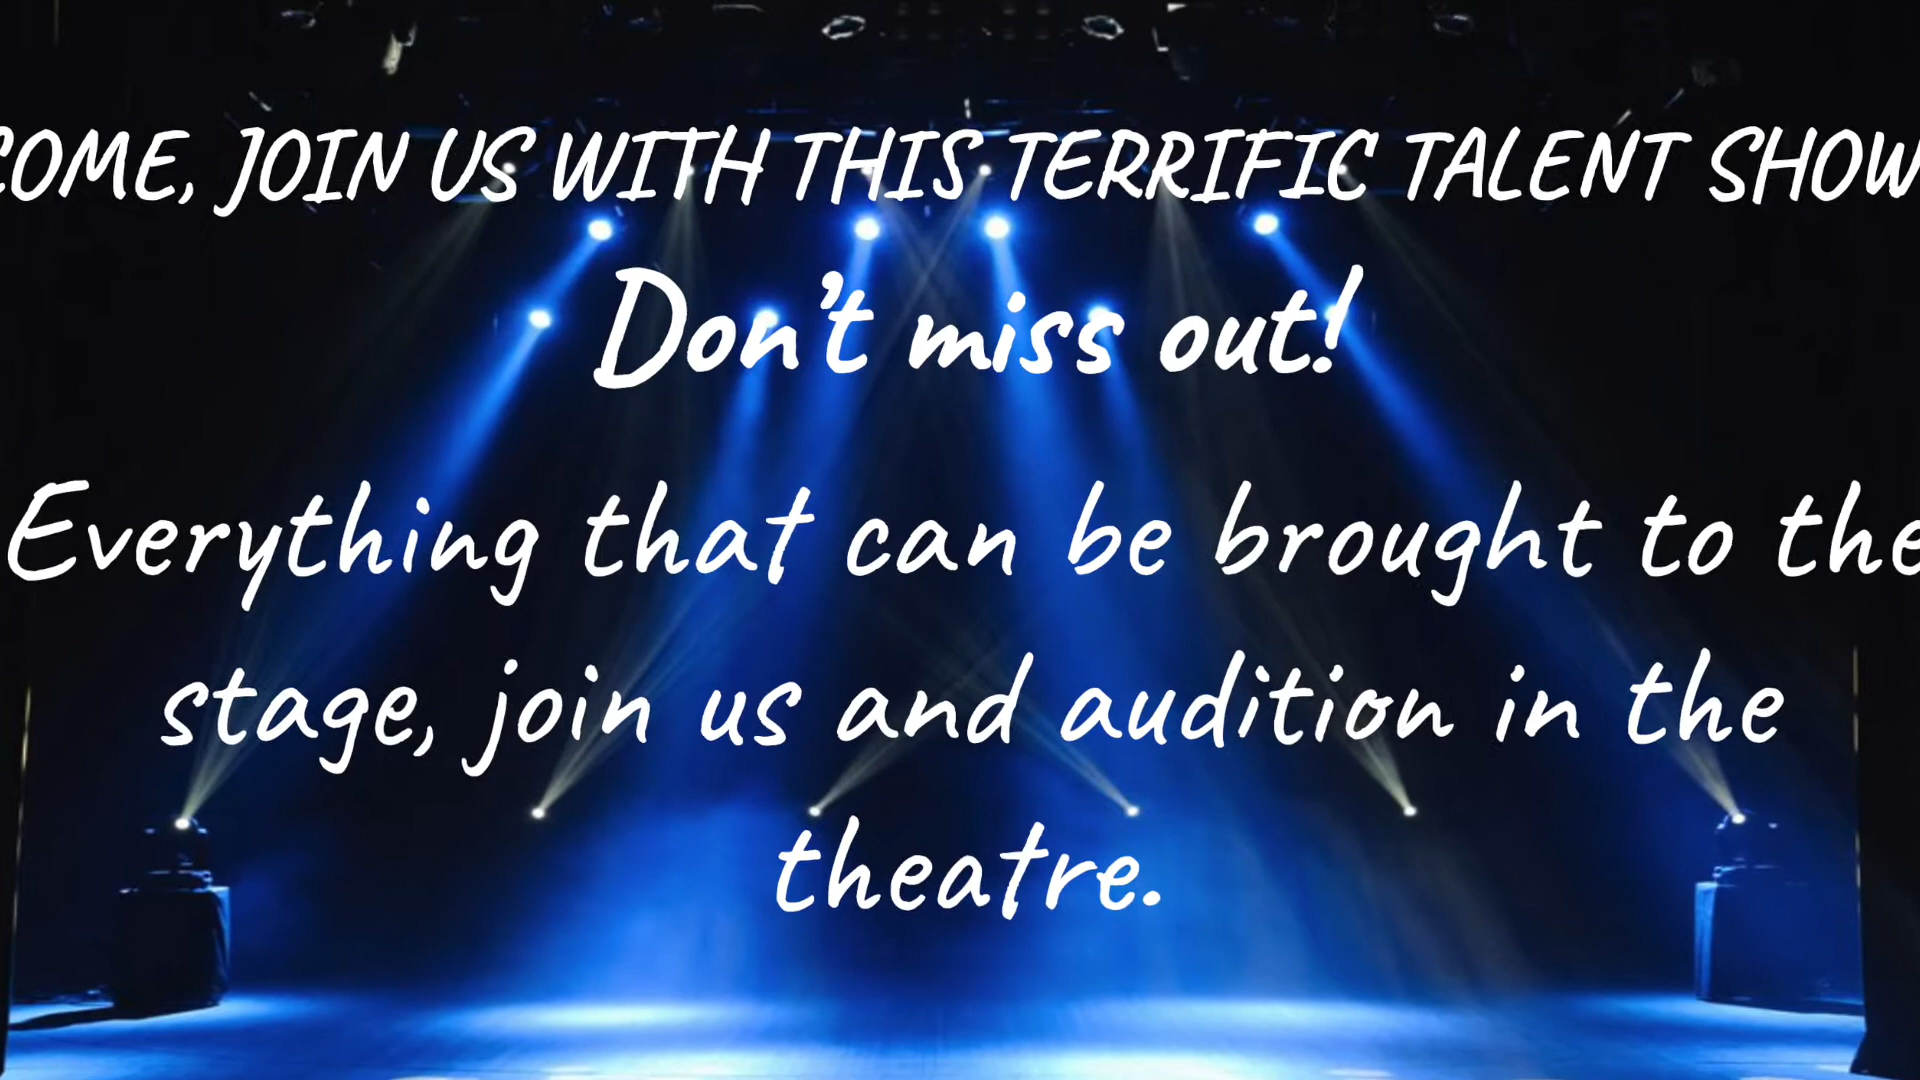 COME, JOIN US WITH THIS TERRIFIC TALENT SHOW
Don't miss out!
Everything that can be brought to the
stage, join us and audition in the
theatre.